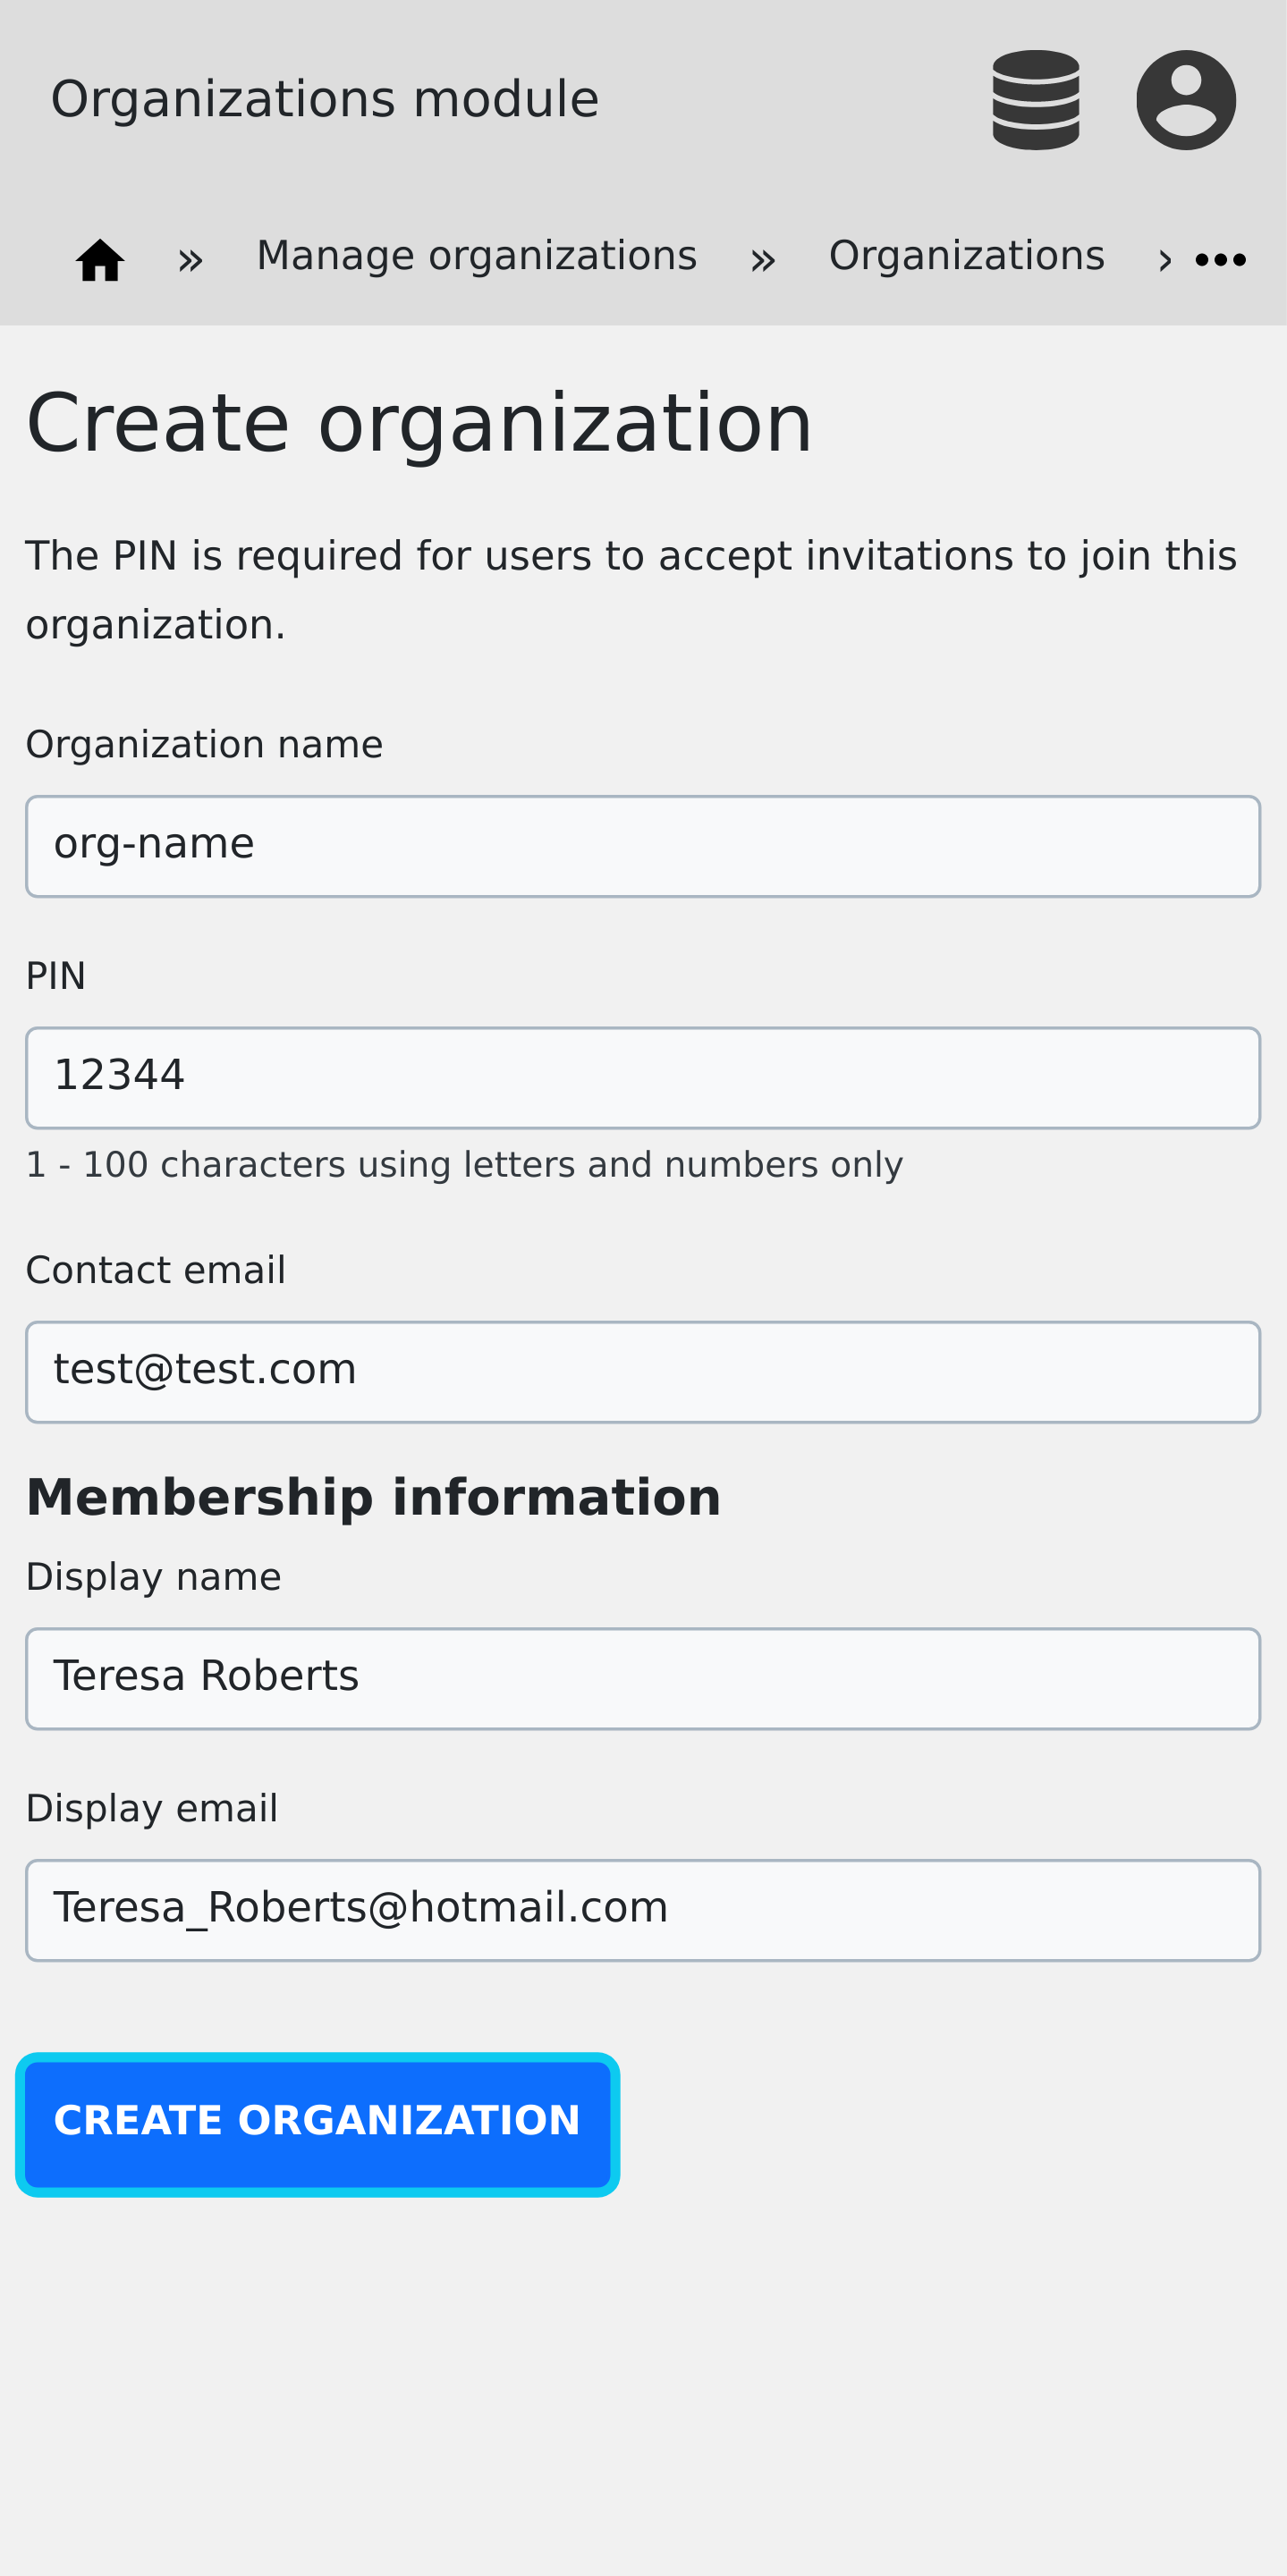 Organizations module
» Manage organizations » Organizations › •••
Create organization
The PIN is required for users to accept invitations to join this
organization.
Organization name
org-name
PIN
12344
1 - 100 characters using letters and numbers only
Contact email
test@test.com
Membership information
Display name
Teresa Roberts
Display email
Teresa_Roberts@hotmail.com
CREATE ORGANIZATION